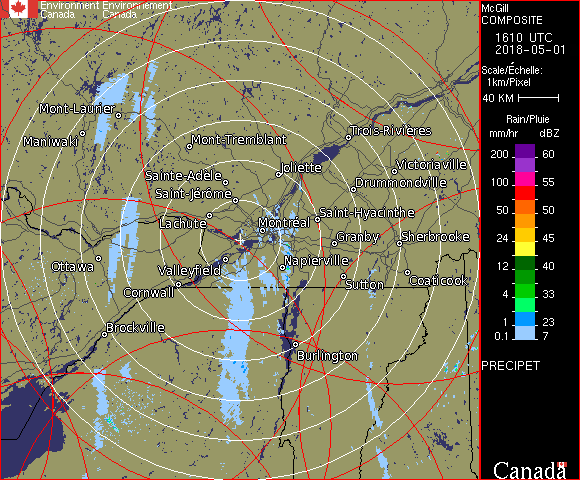 Environment Environnement
Canada Canada
McGill
COMPOSITE
1610 UTC
2018-05-01
Scale/Échelle:
1km/Pixel
40 KM
Rain/Pluie
mm/hr dBZ
200 60
100 55
50 50
24 45
12 40
4 33
1 23
0.1 7
PRECIPET
Canada
Mont-Laurier
Maniwaki
Mont-Tremblant
Trois-Rivières
Joliette
Victoriaville
Sainte-Adèle
Drummondville
Saint-Jérôme
Lachute
Montréal
Saint-Hyacinthe
Granby
Sherbrooke
Ottawa
Valleyfield
Napierville
Cornwall
Sutton
Coaticook
Brockville
Burlington